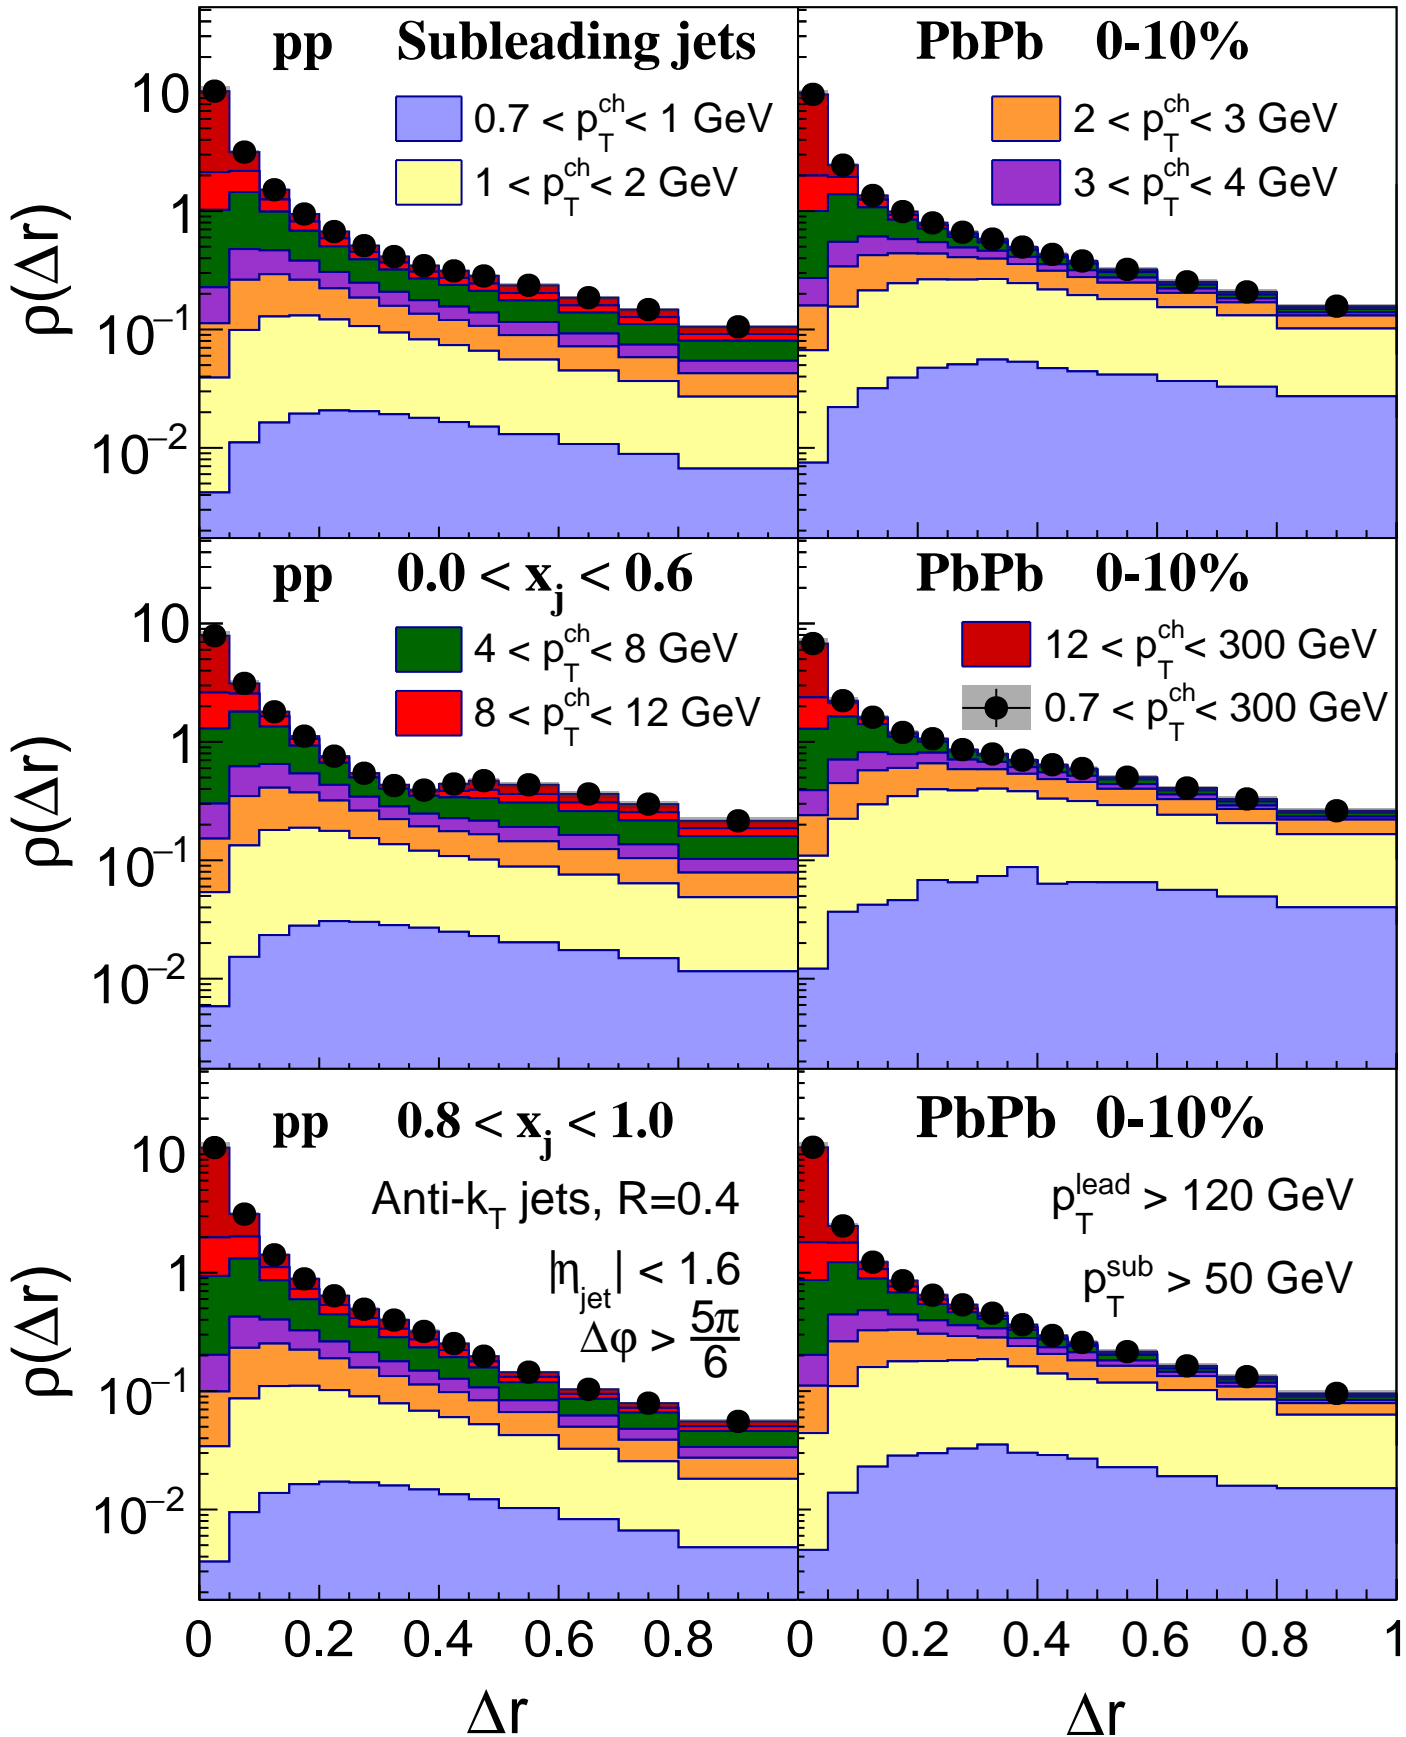 pp Subleading jets PbPb 0-10%
0.7 < p_T^ch < 1 GeV 2 < p_T^ch < 3 GeV
1 < p_T^ch < 2 GeV 3 < p_T^ch < 4 GeV
10
1
10^−1
10^−2
ρ(Δr)
pp 0.0 < x_j < 0.6 PbPb 0-10%
4 < p_T^ch < 8 GeV 12 < p_T^ch < 300 GeV
8 < p_T^ch < 12 GeV 0.7 < p_T^ch < 300 GeV
10
1
10^−1
10^−2
ρ(Δr)
pp 0.8 < x_j < 1.0 PbPb 0-10%
Anti-k_T jets, R=0.4 p_T^lead > 120 GeV
|η_jet| < 1.6 p_T^sub > 50 GeV
Δφ > 5π/6
10
1
10^−1
10^−2
ρ(Δr)
0 0.2 0.4 0.6 0.8 0 0.2 0.4 0.6 0.8 1
Δr Δr